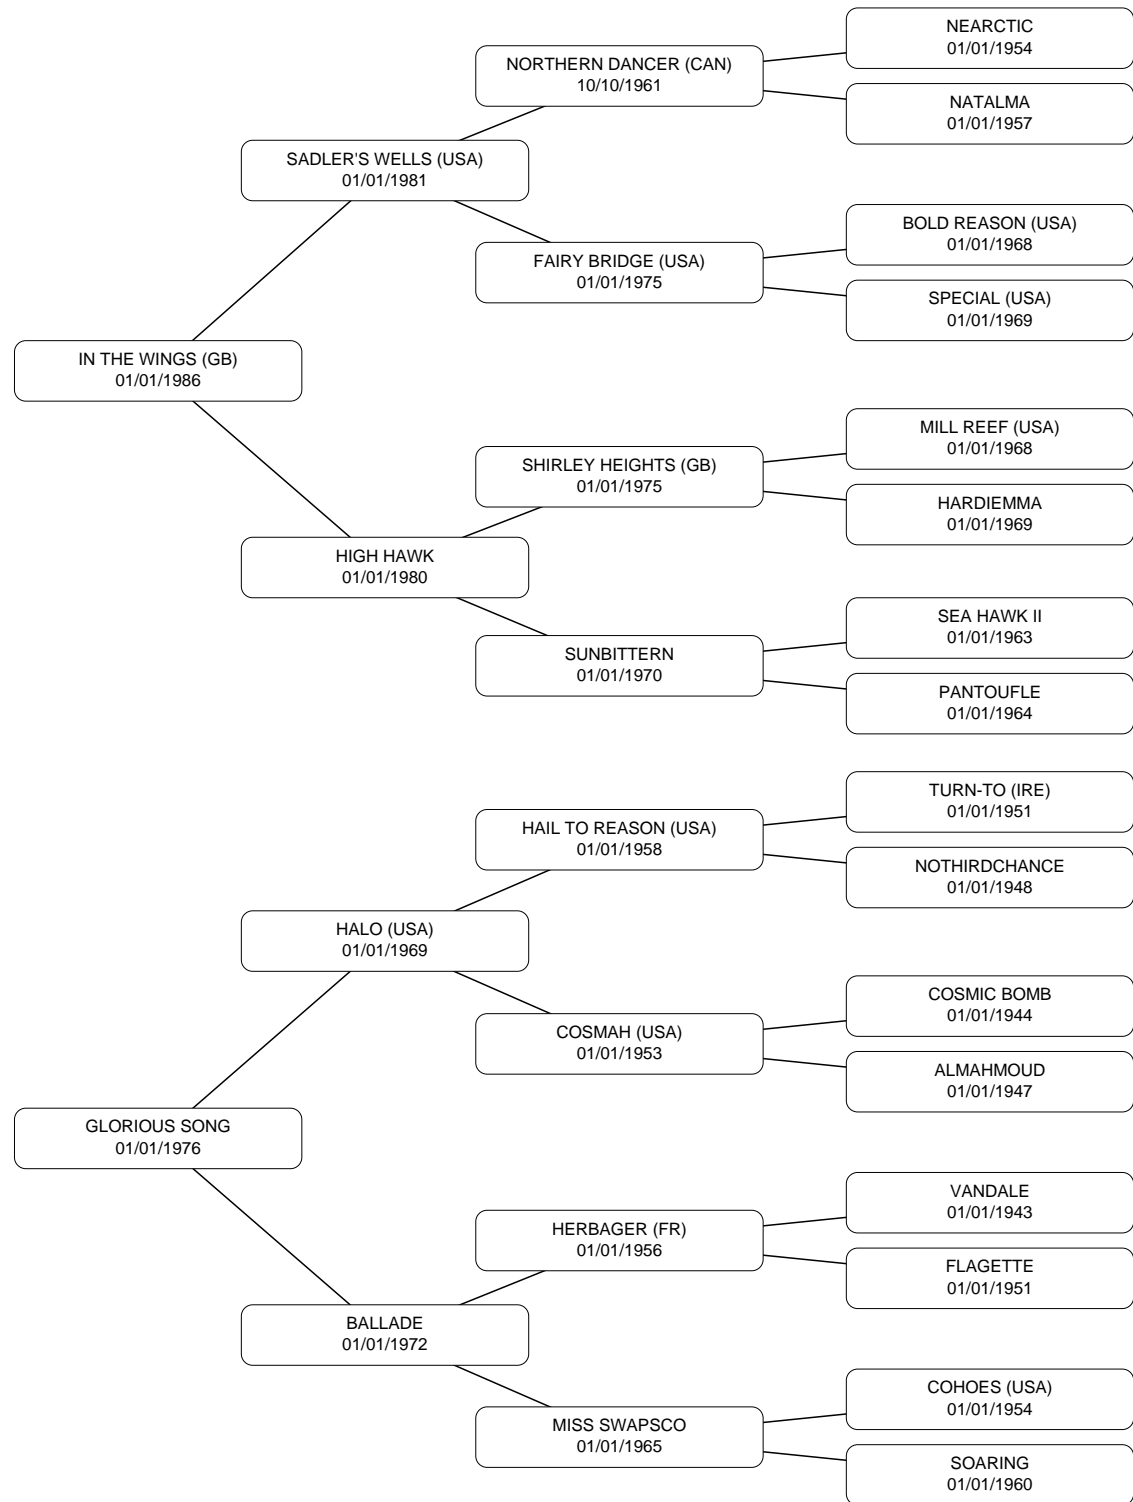 NEARCTIC
01/01/1954
NORTHERN DANCER (CAN)
10/10/1961
NATALMA
01/01/1957
SADLER'S WELLS (USA)
01/01/1981
BOLD REASON (USA)
01/01/1968
FAIRY BRIDGE (USA)
01/01/1975
SPECIAL (USA)
01/01/1969
IN THE WINGS (GB)
01/01/1986
MILL REEF (USA)
01/01/1968
SHIRLEY HEIGHTS (GB)
01/01/1975
HARDIEMMA
01/01/1969
HIGH HAWK
01/01/1980
SEA HAWK II
01/01/1963
SUNBITTERN
01/01/1970
PANTOUFLE
01/01/1964
TURN-TO (IRE)
01/01/1951
HAIL TO REASON (USA)
01/01/1958
NOTHIRDCHANCE
01/01/1948
HALO (USA)
01/01/1969
COSMIC BOMB
01/01/1944
COSMAH (USA)
01/01/1953
ALMAHMOUD
01/01/1947
GLORIOUS SONG
01/01/1976
VANDALE
01/01/1943
HERBAGER (FR)
01/01/1956
FLAGETTE
01/01/1951
BALLADE
01/01/1972
COHOES (USA)
01/01/1954
MISS SWAPSCO
01/01/1965
SOARING
01/01/1960